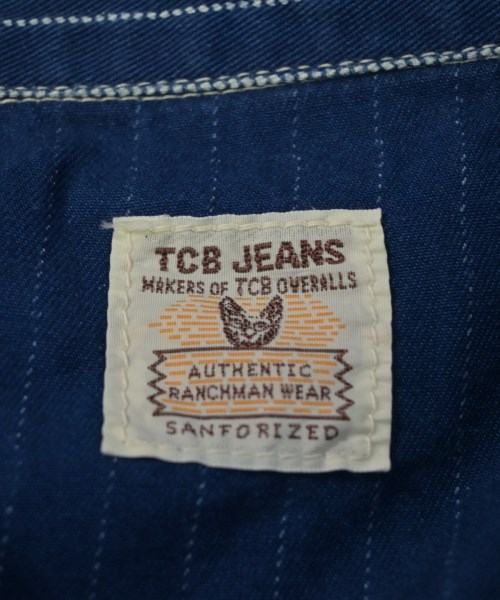 TCB JEANS
MAKERS OF TCB OVERALLS
AUTHENTIC
RANCHMAN WEAR
SANFORIZED